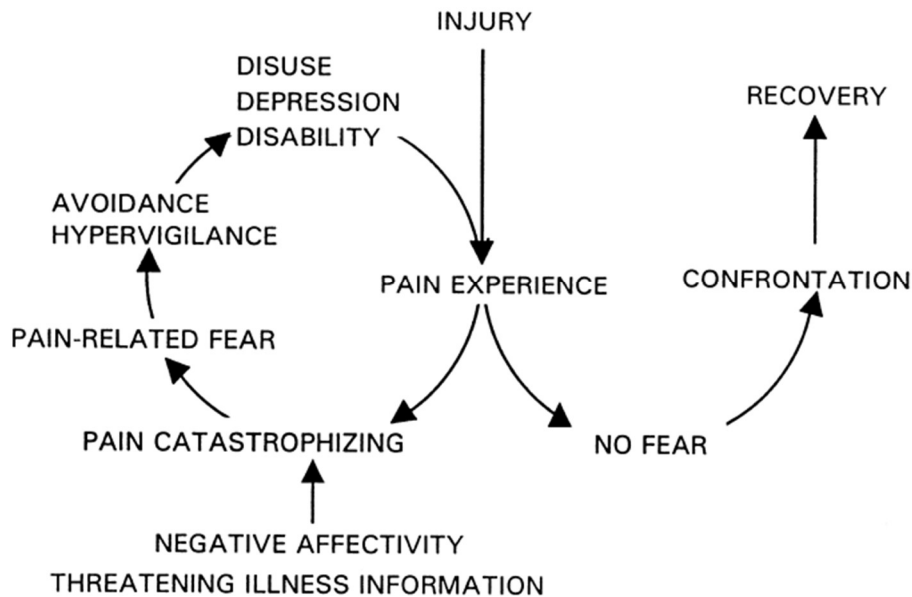 INJURY
DISUSE
DEPRESSION
DISABILITY
RECOVERY
AVOIDANCE
HYPERVIGILANCE
PAIN EXPERIENCE
CONFRONTATION
PAIN-RELATED FEAR
PAIN CATASTROPHIZING
NO FEAR
NEGATIVE AFFECTIVITY
THREATENING ILLNESS INFORMATION